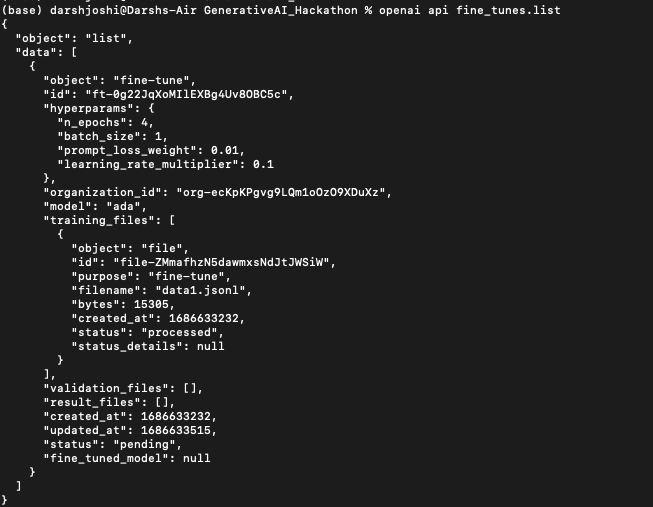 (base) darshjoshi@Darshs-Air GenerativeAI_Hackathon % openai api fine_tunes.list
{
  "object": "list",
  "data": [
    {
      "object": "fine-tune",
      "id": "ft-0g22JqXoMIlEXBg4Uv8OBC5c",
      "hyperparams": {
        "n_epochs": 4,
        "batch_size": 1,
        "prompt_loss_weight": 0.01,
        "learning_rate_multiplier": 0.1
      },
      "organization_id": "org-ecKpKPgvg9LQm1oOzO9XDuXz",
      "model": "ada",
      "training_files": [
        {
          "object": "file",
          "id": "file-ZMmafhzN5dawmxsNdJtJWSiW",
          "purpose": "fine-tune",
          "filename": "data1.jsonl",
          "bytes": 15305,
          "created_at": 1686633232,
          "status": "processed",
          "status_details": null
        }
      ],
      "validation_files": [],
      "result_files": [],
      "created_at": 1686633232,
      "updated_at": 1686633515,
      "status": "pending",
      "fine_tuned_model": null
    }
  ]
}